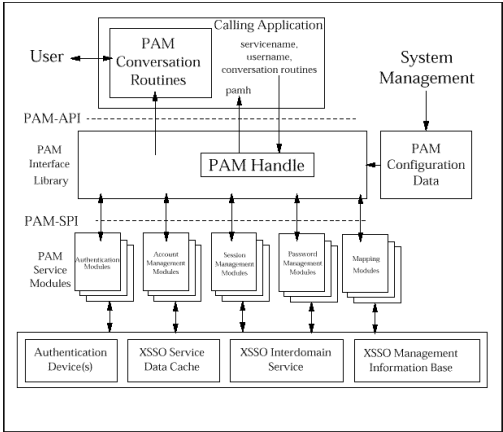 Calling Application
User
PAM
Conversation
Routines
servicename,
username,
conversation routines
pamh
System
Management
PAM-API
PAM
Interface
Library
PAM Handle
PAM
Configuration
Data
PAM-SPI
PAM
Service
Modules
Authentication
Modules
Account
Management
Modules
Session
Management
Modules
Password
Management
Modules
Mapping
Modules
Authentication
Device(s)
XSSO Service
Data Cache
XSSO Interdomain
Service
XSSO Management
Information Base